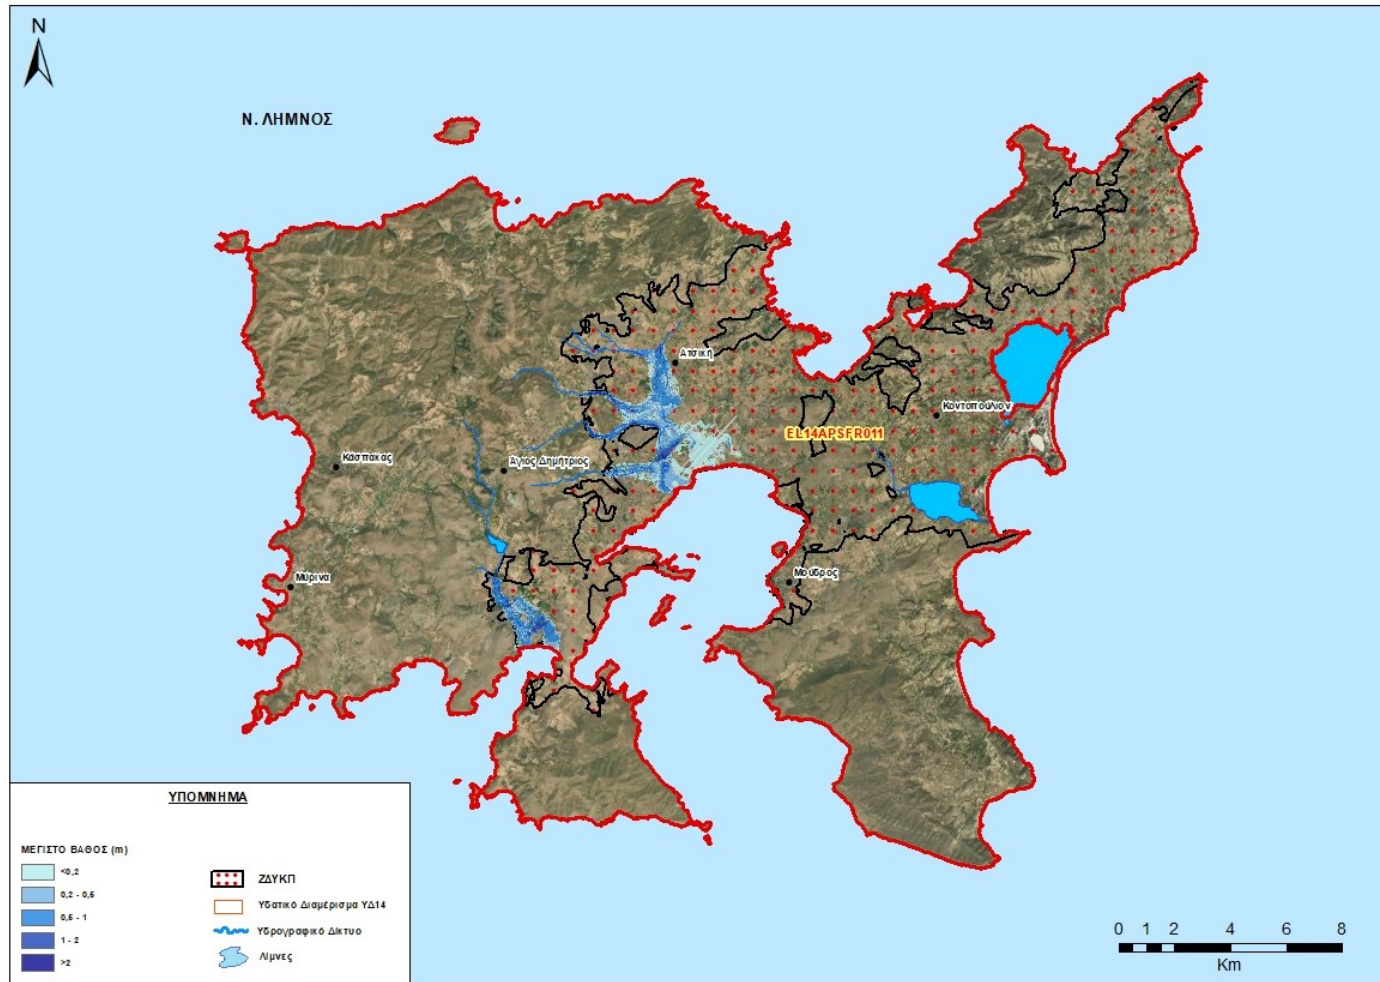 N
Ν. ΛΗΜΝΟΣ
Ατσική
Κοντοπούλιον
EL14APSFR011
Κάσπακας
Άγιος Δημήτριος
Μούδρος
Μύρινα
ΥΠΟΜΝΗΜΑ
ΜΕΓΙΣΤΟ ΒΑΘΟΣ (m)
<0,2
0,2 - 0,5
0,5 - 1
1 - 2
>2
ΖΔΥΚΠ
Υδατικό Διαμέρισμα ΥΔ14
Υδρογραφικό Δίκτυο
Λίμνες
0 1 2 4 6 8
Km